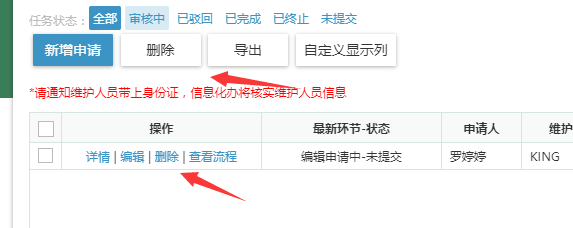 任务状态： 全部 审核中 已驳回 已完成 已终止 未提交
新增申请 删除 导出 自定义显示列
*请通知维护人员带上身份证，信息化办将核实维护人员信息
操作 最新环节-状态 申请人 维护
详情 | 编辑 | 删除 | 查看流程 编辑申请中-未提交 罗婷婷 KING